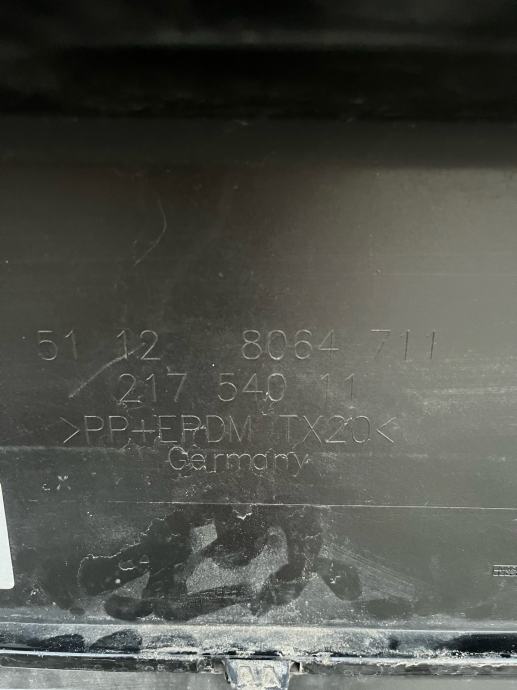 51 12 8064 711
217 540 11
>PP+EPDM TX20<
Germany